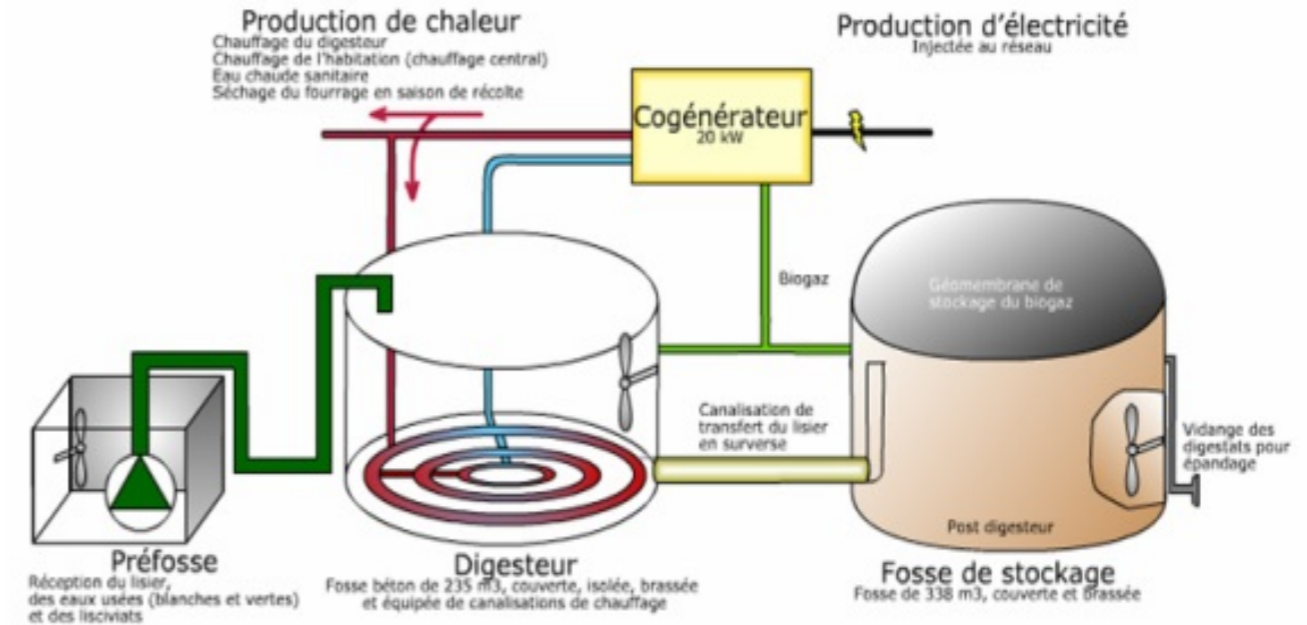 Production de chaleur
Chauffage du digesteur
Chauffage de l'habitation (chauffage central)
Eau chaude sanitaire
Séchage du fourrage en saison de récolte
Production d'électricité
Injectée au réseau
Cogénérateur
20 kW
Biogaz
Géomembrane de
stockage du biogaz
Canalisation de
transfert du lisier
en surverse
Vidange des
digestats pour
épandage
Post digesteur
Préfosse
Réception du lisier,
des eaux usées (blanches et vertes)
et des lisciviats
Digesteur
Fosse béton de 235 m3, couverte, isolée, brassée
et équipée de canalisations de chauffage
Fosse de stockage
Fosse de 338 m3, couverte et brassée